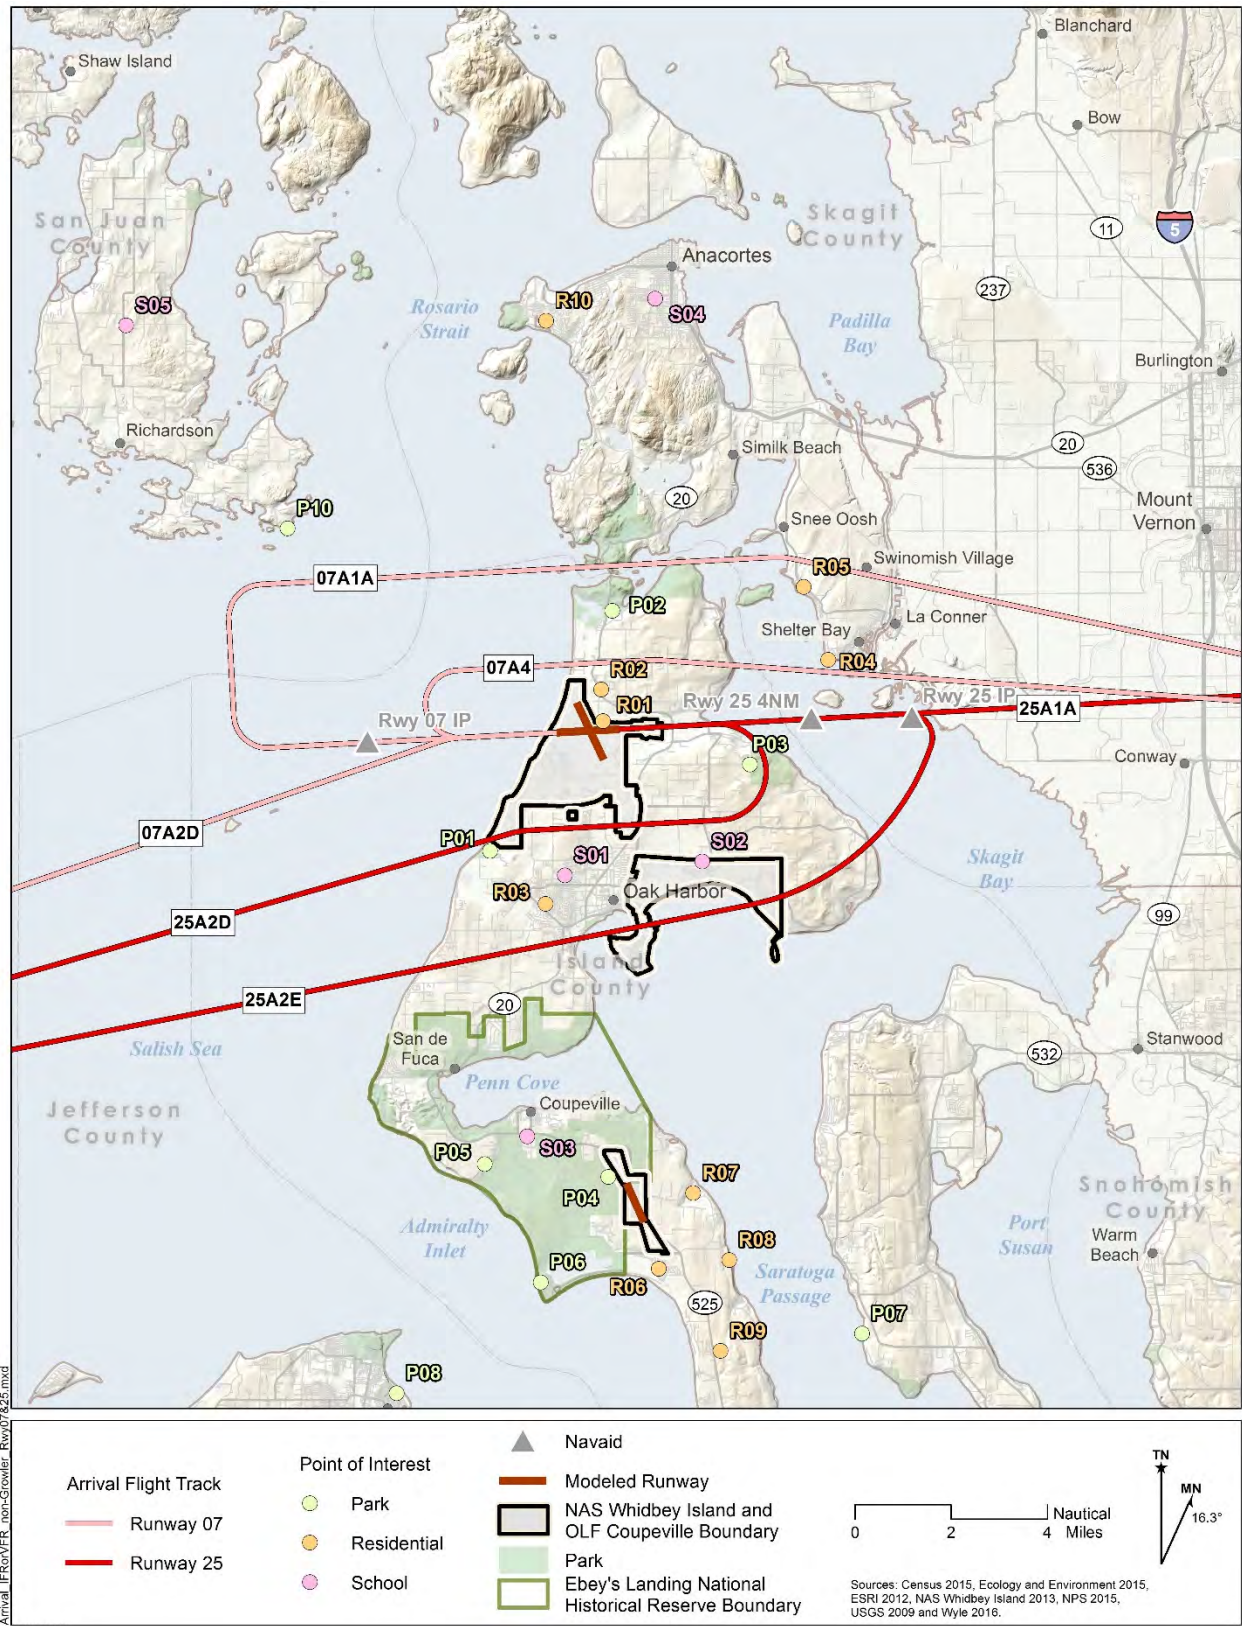 Blanchard
Shaw Island
Bow
San Juan
County
Skagit
County
11
5
Anacortes
237
S05
Rosario
Strait
R10
S04
Padilla
Bay
Burlington
Richardson
20
536
Similk Beach
20
Mount
Vernon
P10
Snee Oosh
Swinomish Village
07A1A
R05
P02
La Conner
Shelter Bay
07A4
R02
R04
R01
Rwy 25 4NM
Rwy 25 IP
25A1A
Rwy 07 IP
P03
Conway
07A2D
P01
S02
S01
Skagit
Bay
R03
Oak Harbor
25A2D
99
Island
County
25A2E
20
San de
Fuca
Salish Sea
Stanwood
532
Penn Cove
Coupeville
Jefferson
County
S03
P05
R07
P04
Snohomish
County
Admiralty
Inlet
Port
Susan
Warm
Beach
R08
P06
R06
Saratoga
Passage
525
P07
R09
P08
Arrival_IFRorVFR_non-Growler_Rwy07&25.mxd
Arrival Flight Track
Runway 07
Runway 25
Point of Interest
Park
Residential
School
Navaid
Modeled Runway
NAS Whidbey Island and
OLF Coupeville Boundary
Park
Ebey's Landing National
Historical Reserve Boundary
0 2 4
Nautical
Miles
TN
MN
16.3°
Sources: Census 2015, Ecology and Environment 2015,
ESRI 2012, NAS Whidbey Island 2013, NPS 2015,
USGS 2009 and Wyle 2016.